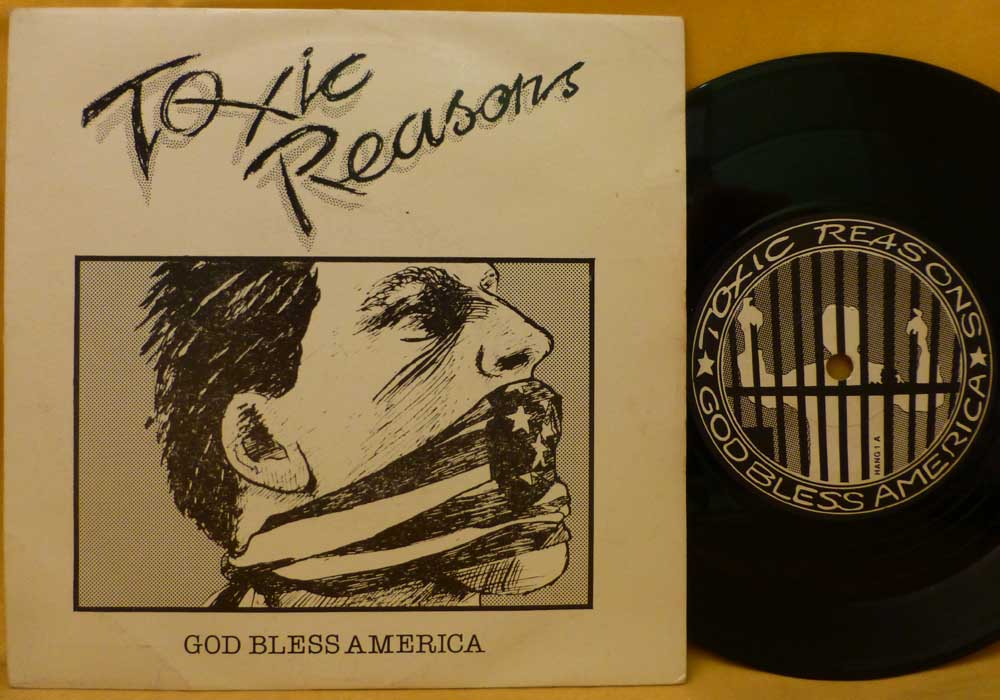 Toxic
Reasons
GOD BLESS AMERICA
TOXIC REASONS
GOD BLESS AMERICA
HANG 1 A